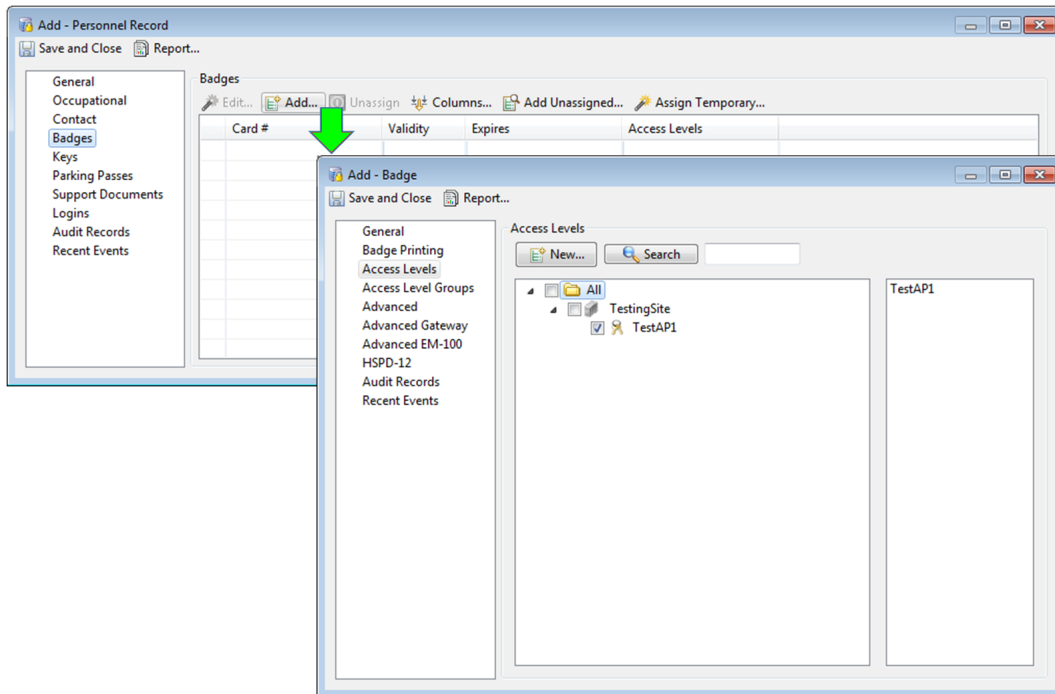 Add - Personnel Record
Save and Close Report...
General
Occupational
Contact
Badges
Keys
Parking Passes
Support Documents
Logins
Audit Records
Recent Events
Badges
Edit... Add... Unassign Columns... Add Unassigned... Assign Temporary...
Card # Validity Expires Access Levels
Add - Badge
Save and Close Report...
General
Badge Printing
Access Levels
Access Level Groups
Advanced
Advanced Gateway
Advanced EM-100
HSPD-12
Audit Records
Recent Events
Access Levels
New... Search
All
TestingSite
TestAP1
TestAP1